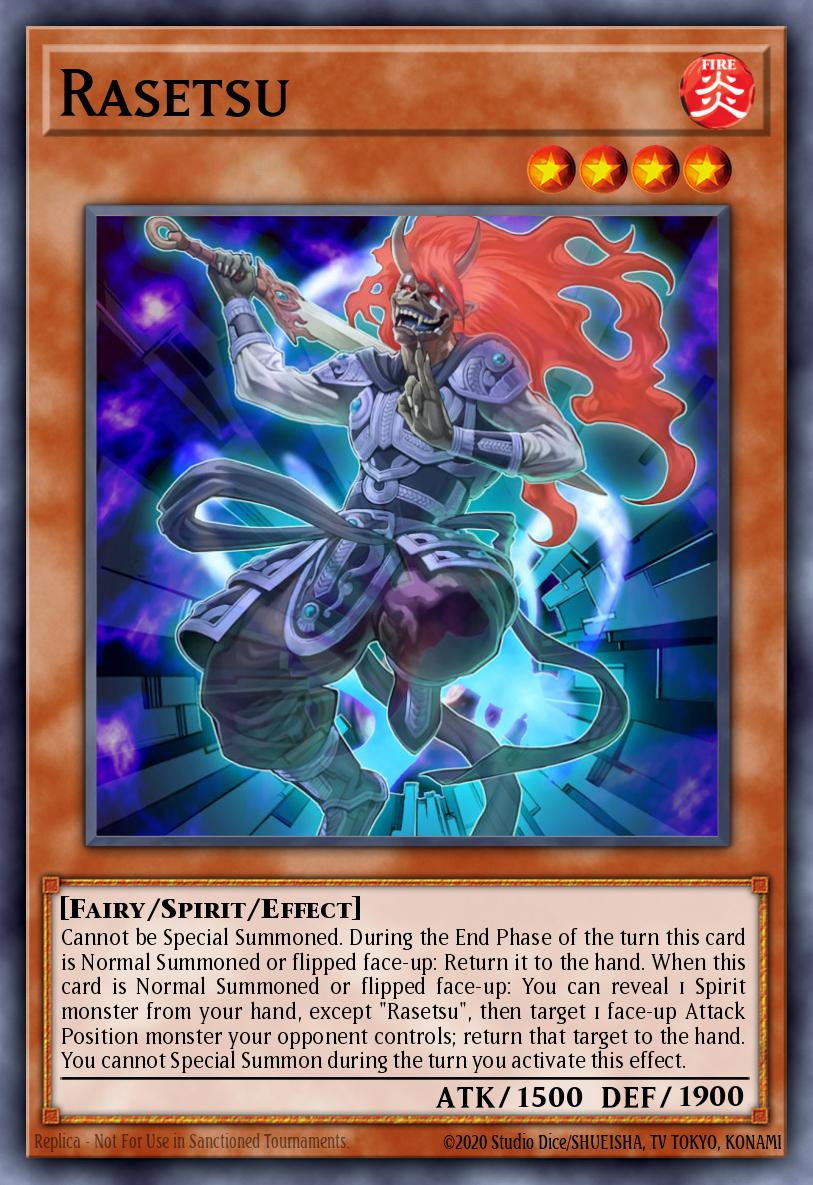 Rasetsu
FIRE
炎
[Fairy/Spirit/Effect]
Cannot be Special Summoned. During the End Phase of the turn this card
is Normal Summoned or flipped face-up: Return it to the hand. When this
card is Normal Summoned or flipped face-up: You can reveal 1 Spirit
monster from your hand, except "Rasetsu", then target 1 face-up Attack
Position monster your opponent controls; return that target to the hand.
You cannot Special Summon during the turn you activate this effect.
ATK/1500 DEF/1900
Replica - Not For Use in Sanctioned Tournaments.
©2020 Studio Dice/SHUEISHA, TV TOKYO, KONAMI